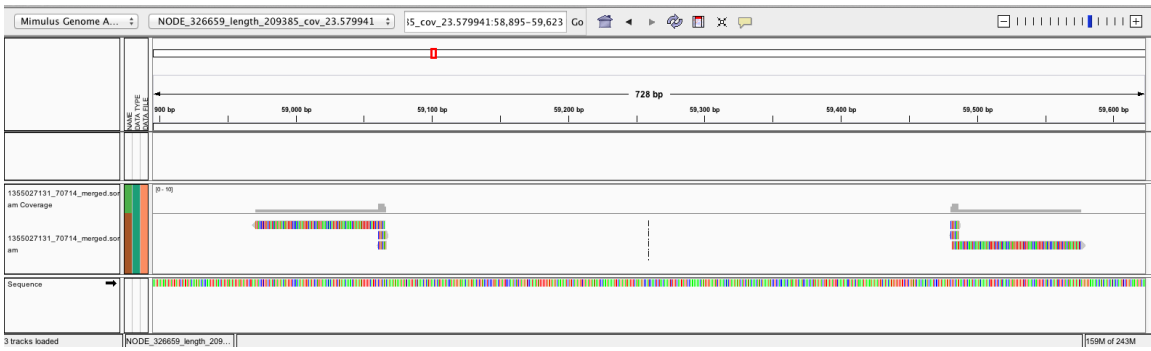 Mimulus Genome A... NODE_326659_length_209385_cov_23.579941 35_cov_23.579941:58,895-59,623 Go
728 bp
900 bp 59,000 bp 59,100 bp 59,200 bp 59,300 bp 59,400 bp 59,500 bp 59,600 bp
NAME
DATA TYPE
DATA FILE
1355027131_70714_merged.sor
am Coverage
[0 - 10]
1355027131_70714_merged.sor
am
Sequence
3 tracks loaded NODE_326659_length_209... 159M of 243M